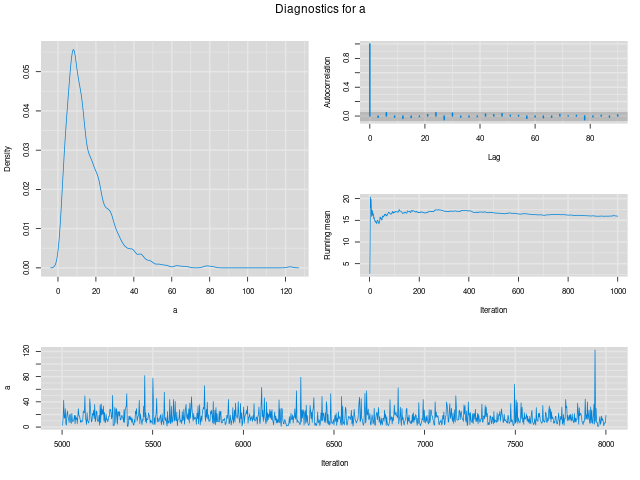 Diagnostics for a
Density
0.00 0.01 0.02 0.03 0.04 0.05
0 20 40 60 80 100 120
a
Autocorrelation
0.0 0.4 0.8
0 20 40 60 80
Lag
Running mean
5 10 15 20
0 200 400 600 800 1000
Iteration
a
0 40 80 120
5000 5500 6000 6500 7000 7500 8000
Iteration